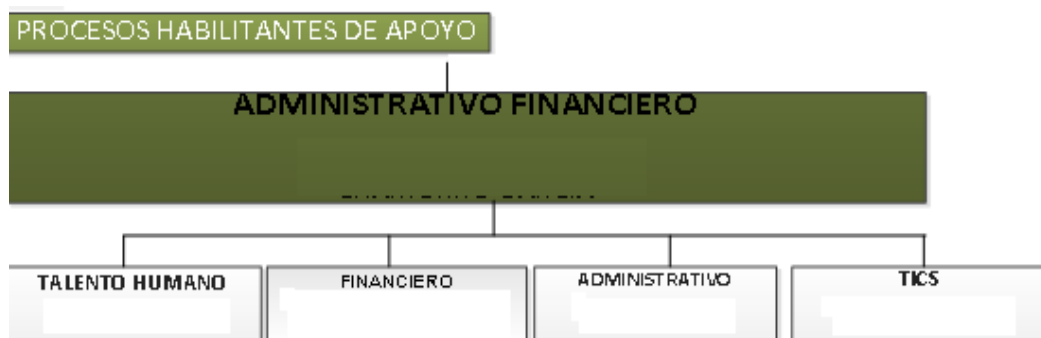 PROCESOS HABILITANTES DE APOYO
ADMINISTRATIVO FINANCIERO
TALENTO HUMANO
FINANCIERO
ADMINISTRATIVO
TICS